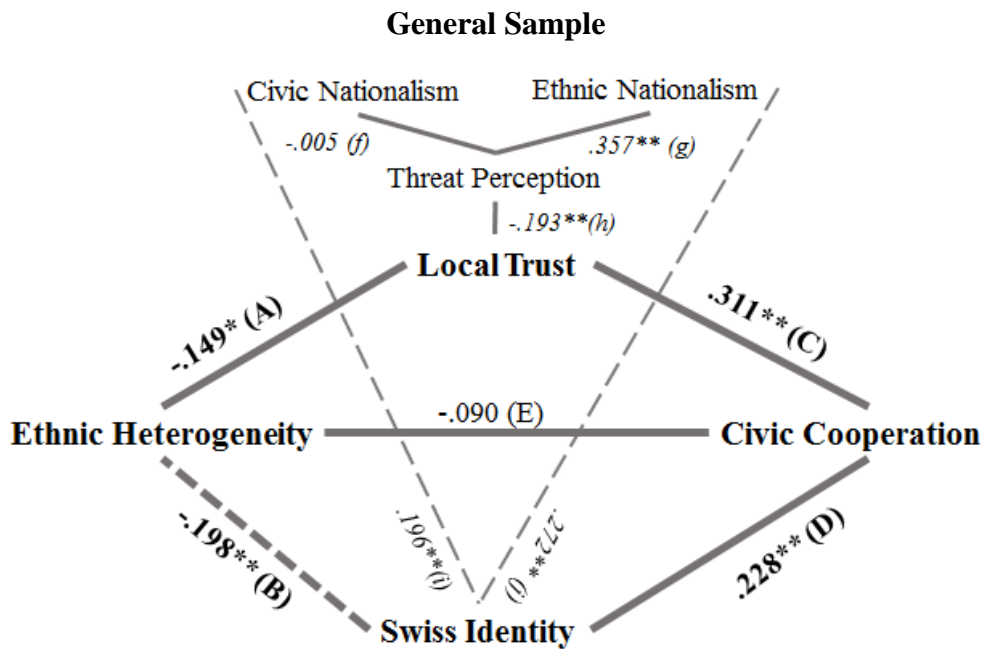 General Sample
Civic Nationalism
Ethnic Nationalism
-.005 (f)
.357** (g)
Threat Perception
-.193**(h)
Local Trust
-.149* (A)
.311** (C)
-.090 (E)
Ethnic Heterogeneity
Civic Cooperation
-.198** (B)
.196**(i)
.272** (j)
.228** (D)
Swiss Identity